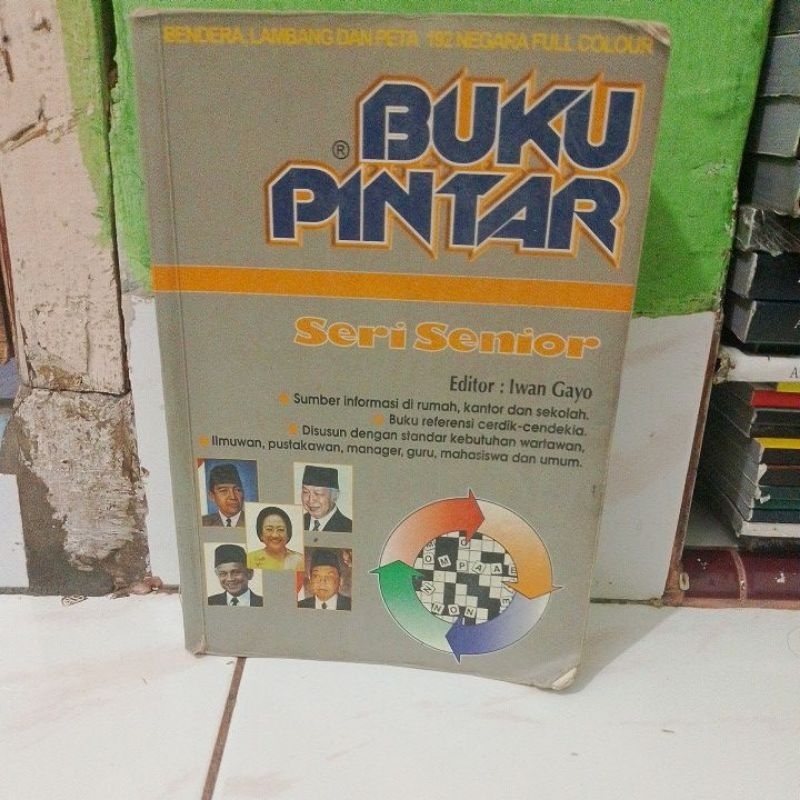 BENDERA, LAMBANG DAN PETA 192 NEGARA FULL COLOUR
BUKU
® PINTAR
Seri Senior
Editor : Iwan Gayo
Sumber informasi di rumah, kantor dan sekolah.
Buku referensi cerdik-cendekia.
Disusun dengan standar kebutuhan wartawan,
Ilmuwan, pustakawan, manager, guru, mahasiswa dan umum.